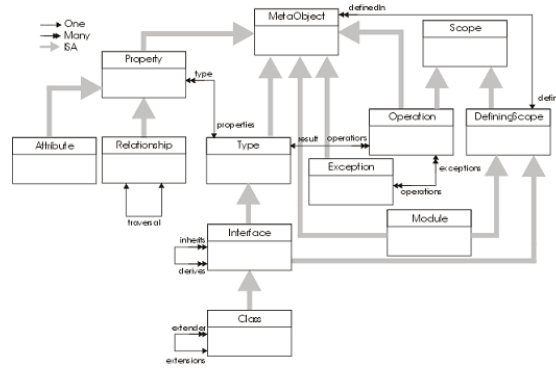 One
Many
ISA
MetaObject
definedIn
Scope
Property
type
properties
Attribute
Relationship
Type
result
operations
Operation
DefiningScope
exceptions
Exception
operations
traversal
Module
inherits
Interface
derives
extender
Class
extensions